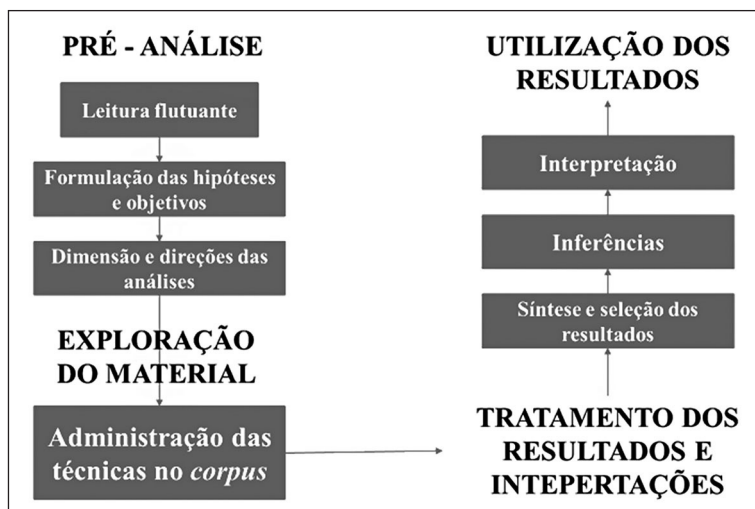 PRÉ - ANÁLISE
Leitura flutuante
Formulação das hipóteses
e objetivos
Dimensão e direções das
análises
EXPLORAÇÃO
DO MATERIAL
Administração das
técnicas no corpus
UTILIZAÇÃO DOS
RESULTADOS
Interpretação
Inferências
Síntese e seleção dos
resultados
TRATAMENTO DOS
RESULTADOS E
INTEPERTAÇÕES